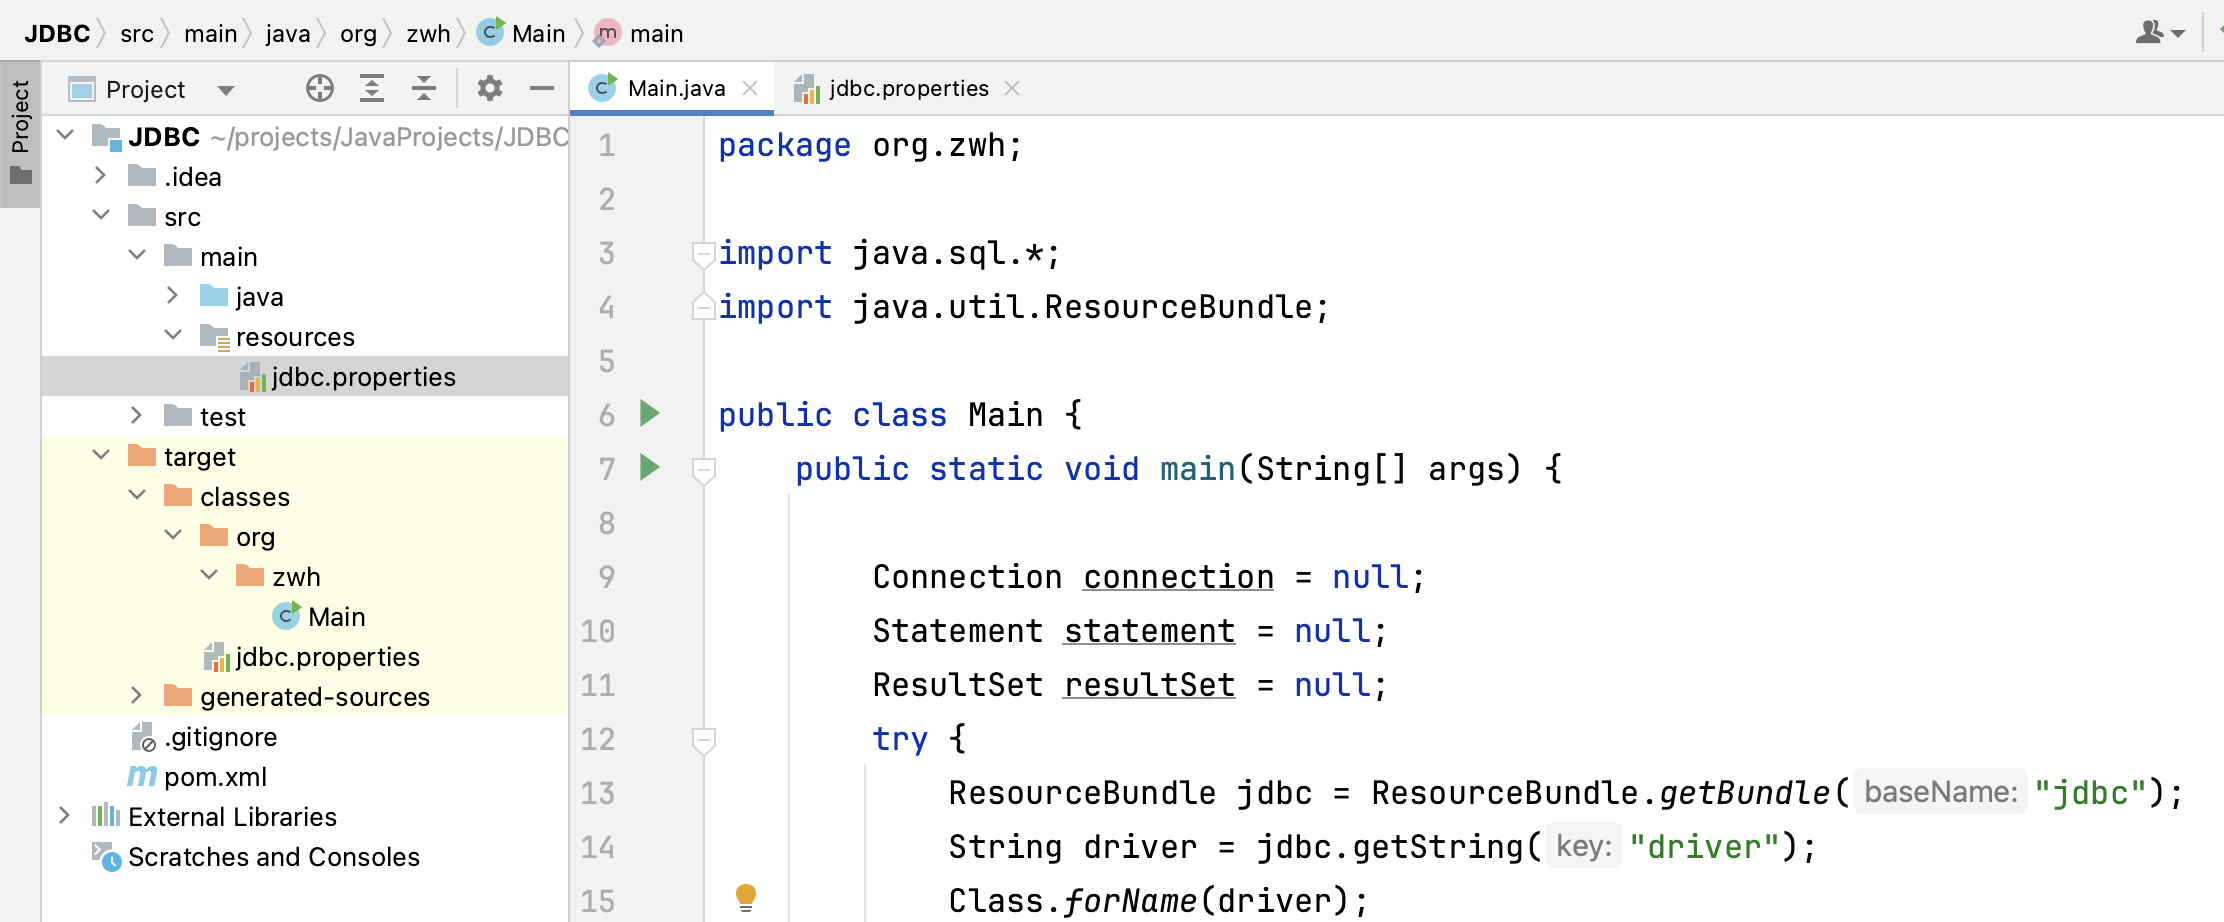 JDBC src main java org zwh Main main
Project
Project
JDBC ~/projects/JavaProjects/JDBC
.idea
src
main
java
resources
jdbc.properties
test
target
classes
org
zwh
Main
jdbc.properties
generated-sources
.gitignore
pom.xml
External Libraries
Scratches and Consoles
Main.java jdbc.properties
1 package org.zwh;
2
3 import java.sql.*;
4 import java.util.ResourceBundle;
5
6 public class Main {
7 public static void main(String[] args) {
8
9 Connection connection = null;
10 Statement statement = null;
11 ResultSet resultSet = null;
12 try {
13 ResourceBundle jdbc = ResourceBundle.getBundle( baseName: "jdbc");
14 String driver = jdbc.getString( key: "driver");
15 Class.forName(driver);